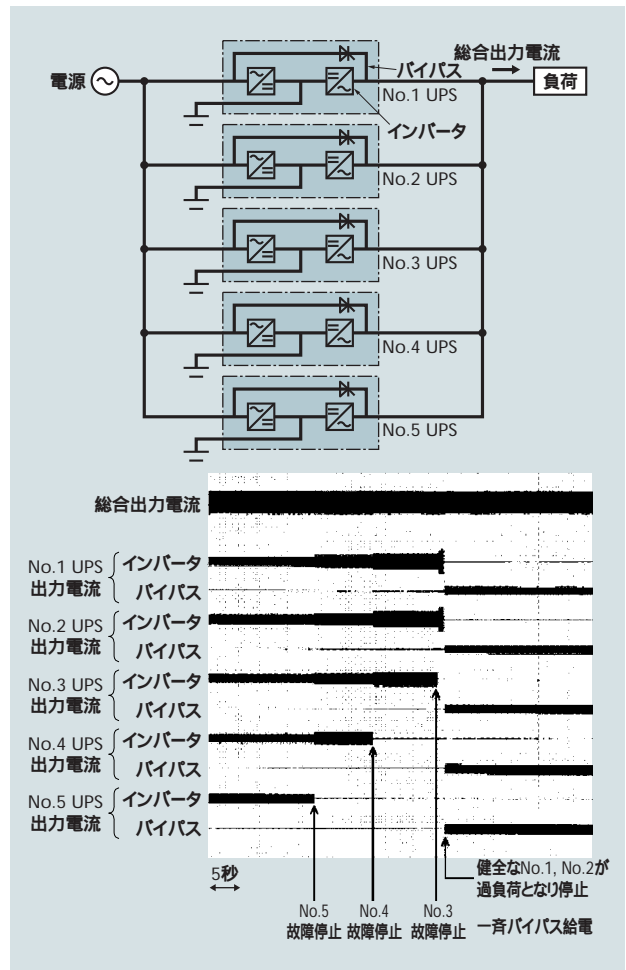 電源
バイパス
総合出力電流
負荷
No.1 UPS
インバータ
No.2 UPS
No.3 UPS
No.4 UPS
No.5 UPS
総合出力電流
No.1 UPS
出力電流
インバータ
バイパス
No.2 UPS
出力電流
インバータ
バイパス
No.3 UPS
出力電流
インバータ
バイパス
No.4 UPS
出力電流
インバータ
バイパス
No.5 UPS
出力電流
インバータ
バイパス
5秒
No.5
故障停止
No.4
故障停止
No.3
故障停止
健全なNo.1, No.2が
過負荷となり停止
一斉バイパス給電